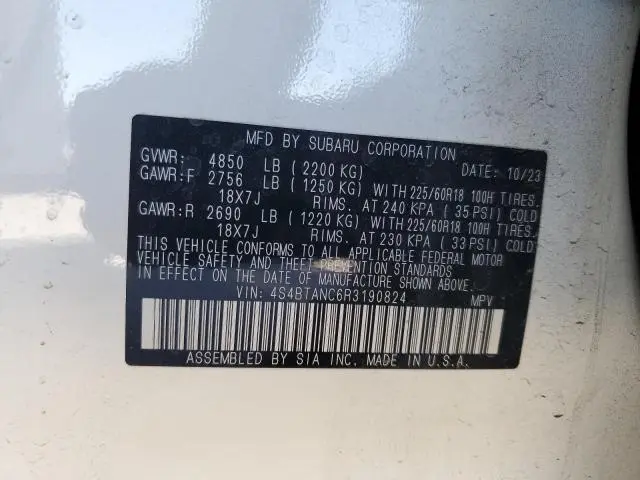 MFD BY SUBARU CORPORATION
GVWR: 4850 LB (2200 KG) DATE: 10/23
GAWR:F 2756 LB (1250 KG) WITH 225/60R18 100H TIRES,
18X7J RIMS, AT 240 KPA (35 PSI) COLD
GAWR:R 2690 LB (1220 KG) WITH 225/60R18 100H TIRES,
18X7J RIMS, AT 230 KPA (33 PSI) COLD
THIS VEHICLE CONFORMS TO ALL APPLICABLE FEDERAL MOTOR
VEHICLE SAFETY AND THEFT PREVENTION STANDARDS
IN EFFECT ON THE DATE OF MANUFACTURE SHOWN ABOVE.
VIN: 4S4BTANC6R3190824 MPV
ASSEMBLED BY SIA INC. MADE IN U.S.A.